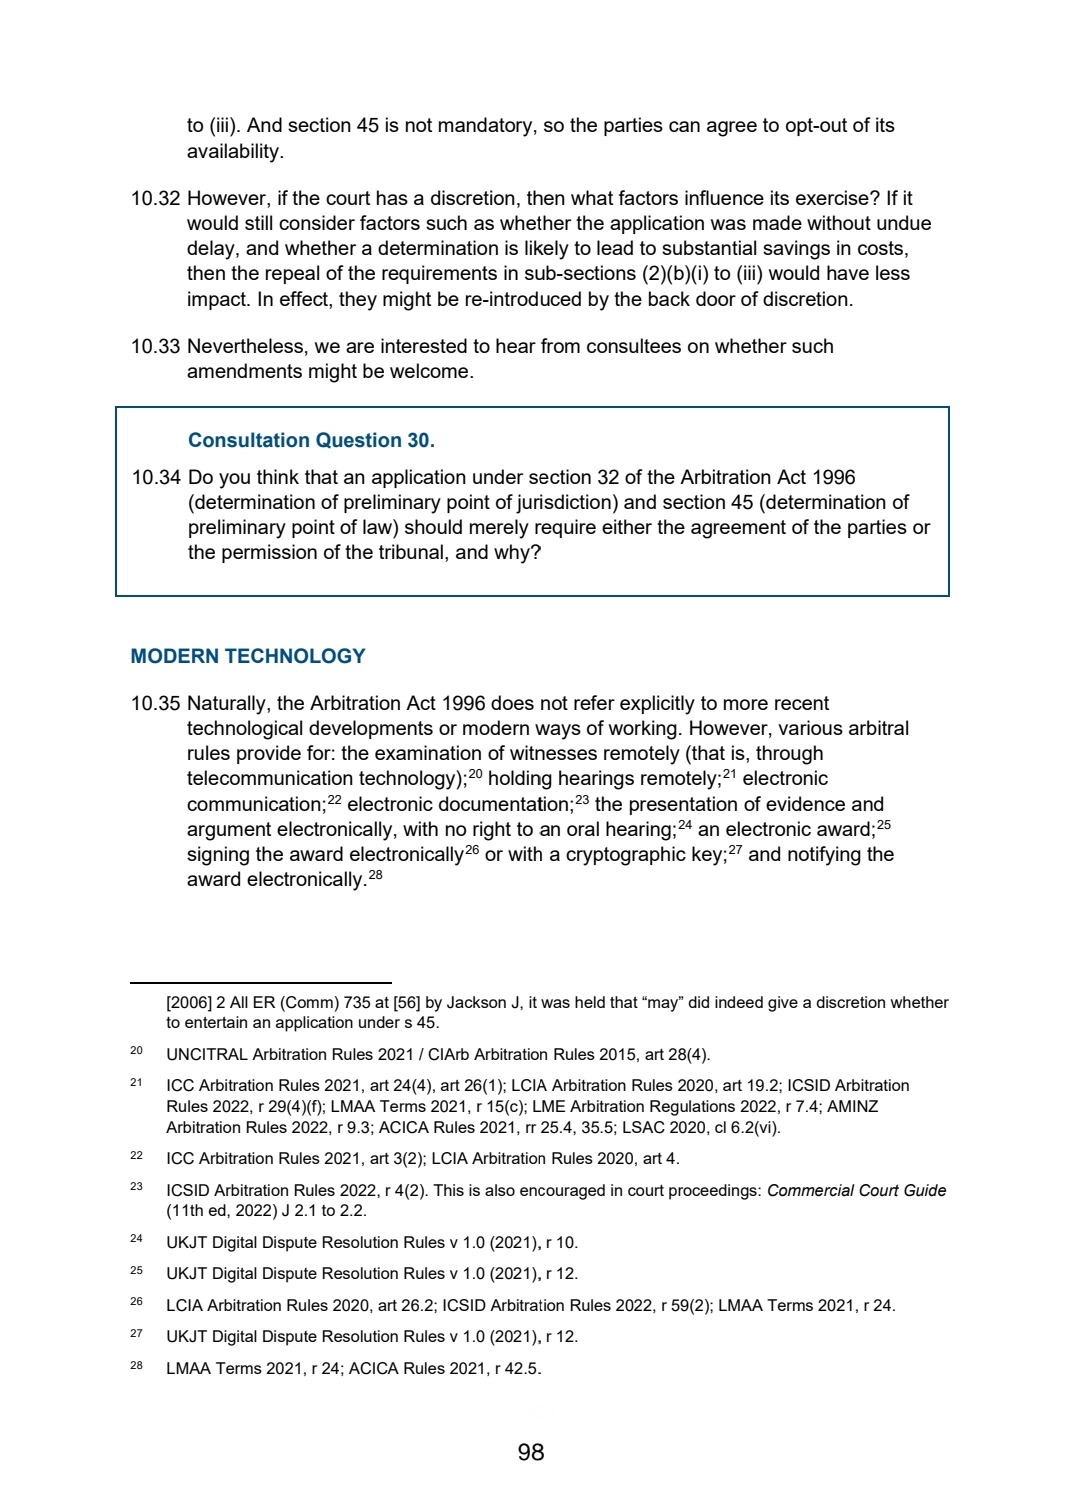 to (iii). And section 45 is not mandatory, so the parties can agree to opt-out of its
availability.
10.32 However, if the court has a discretion, then what factors influence its exercise? If it
would still consider factors such as whether the application was made without undue
delay, and whether a determination is likely to lead to substantial savings in costs,
then the repeal of the requirements in sub-sections (2)(b)(i) to (iii) would have less
impact. In effect, they might be re-introduced by the back door of discretion.
10.33 Nevertheless, we are interested to hear from consultees on whether such
amendments might be welcome.
Consultation Question 30.
10.34 Do you think that an application under section 32 of the Arbitration Act 1996
(determination of preliminary point of jurisdiction) and section 45 (determination of
preliminary point of law) should merely require either the agreement of the parties or
the permission of the tribunal, and why?
MODERN TECHNOLOGY
10.35 Naturally, the Arbitration Act 1996 does not refer explicitly to more recent
technological developments or modern ways of working. However, various arbitral
rules provide for: the examination of witnesses remotely (that is, through
telecommunication technology);20 holding hearings remotely;21 electronic
communication;22 electronic documentation;23 the presentation of evidence and
argument electronically, with no right to an oral hearing;24 an electronic award;25
signing the award electronically26 or with a cryptographic key;27 and notifying the
award electronically.28
[2006] 2 All ER (Comm) 735 at [56] by Jackson J, it was held that “may” did indeed give a discretion whether
to entertain an application under s 45.
20 UNCITRAL Arbitration Rules 2021 / CIArb Arbitration Rules 2015, art 28(4).
21 ICC Arbitration Rules 2021, art 24(4), art 26(1); LCIA Arbitration Rules 2020, art 19.2; ICSID Arbitration
Rules 2022, r 29(4)(f); LMAA Terms 2021, r 15(c); LME Arbitration Regulations 2022, r 7.4; AMINZ
Arbitration Rules 2022, r 9.3; ACICA Rules 2021, rr 25.4, 35.5; LSAC 2020, cl 6.2(vi).
22 ICC Arbitration Rules 2021, art 3(2); LCIA Arbitration Rules 2020, art 4.
23 ICSID Arbitration Rules 2022, r 4(2). This is also encouraged in court proceedings: Commercial Court Guide
(11th ed, 2022) J 2.1 to 2.2.
24 UKJT Digital Dispute Resolution Rules v 1.0 (2021), r 10.
25 UKJT Digital Dispute Resolution Rules v 1.0 (2021), r 12.
26 LCIA Arbitration Rules 2020, art 26.2; ICSID Arbitration Rules 2022, r 59(2); LMAA Terms 2021, r 24.
27 UKJT Digital Dispute Resolution Rules v 1.0 (2021), r 12.
28 LMAA Terms 2021, r 24; ACICA Rules 2021, r 42.5.
98